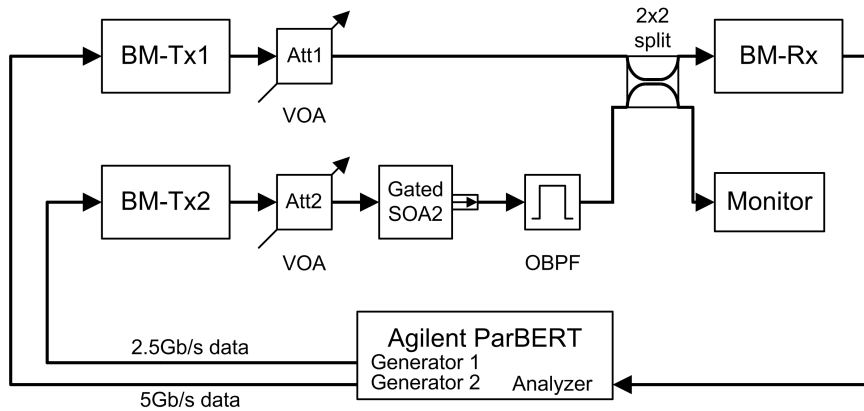 2x2
split
BM-Tx1
Att1
BM-Rx
VOA
BM-Tx2
Att2
Gated
SOA2
Monitor
VOA
OBPF
Agilent ParBERT
2.5Gb/s data
Generator 1
Generator 2
Analyzer
5Gb/s data